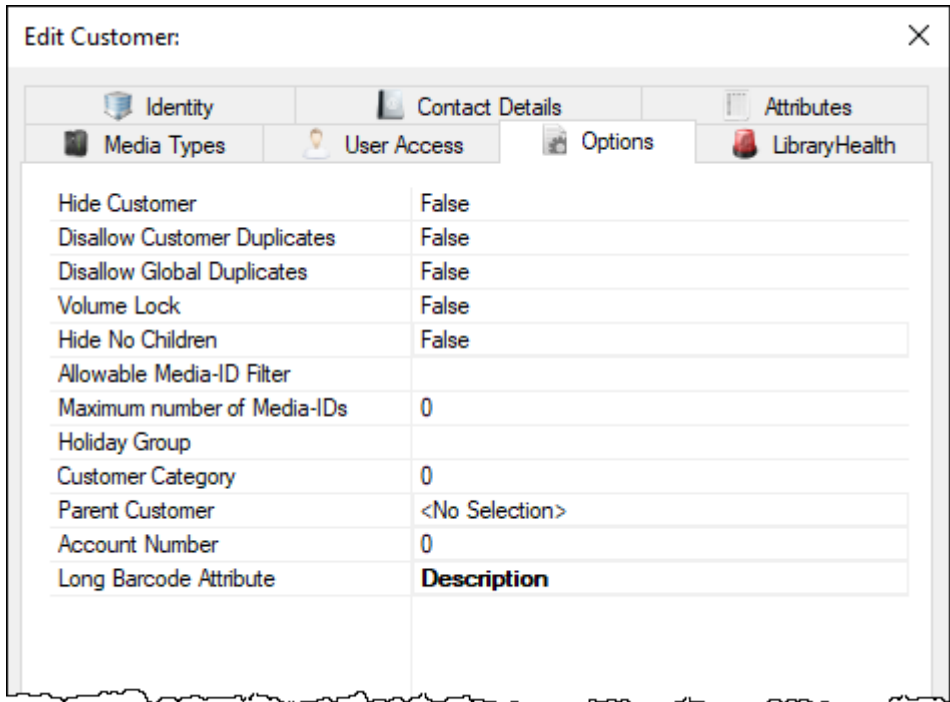 Edit Customer:
Identity Contact Details Attributes
Media Types User Access Options LibraryHealth
Hide Customer False
Disallow Customer Duplicates False
Disallow Global Duplicates False
Volume Lock False
Hide No Children False
Allowable Media-ID Filter
Maximum number of Media-IDs 0
Holiday Group
Customer Category 0
Parent Customer <No Selection>
Account Number 0
Long Barcode Attribute Description